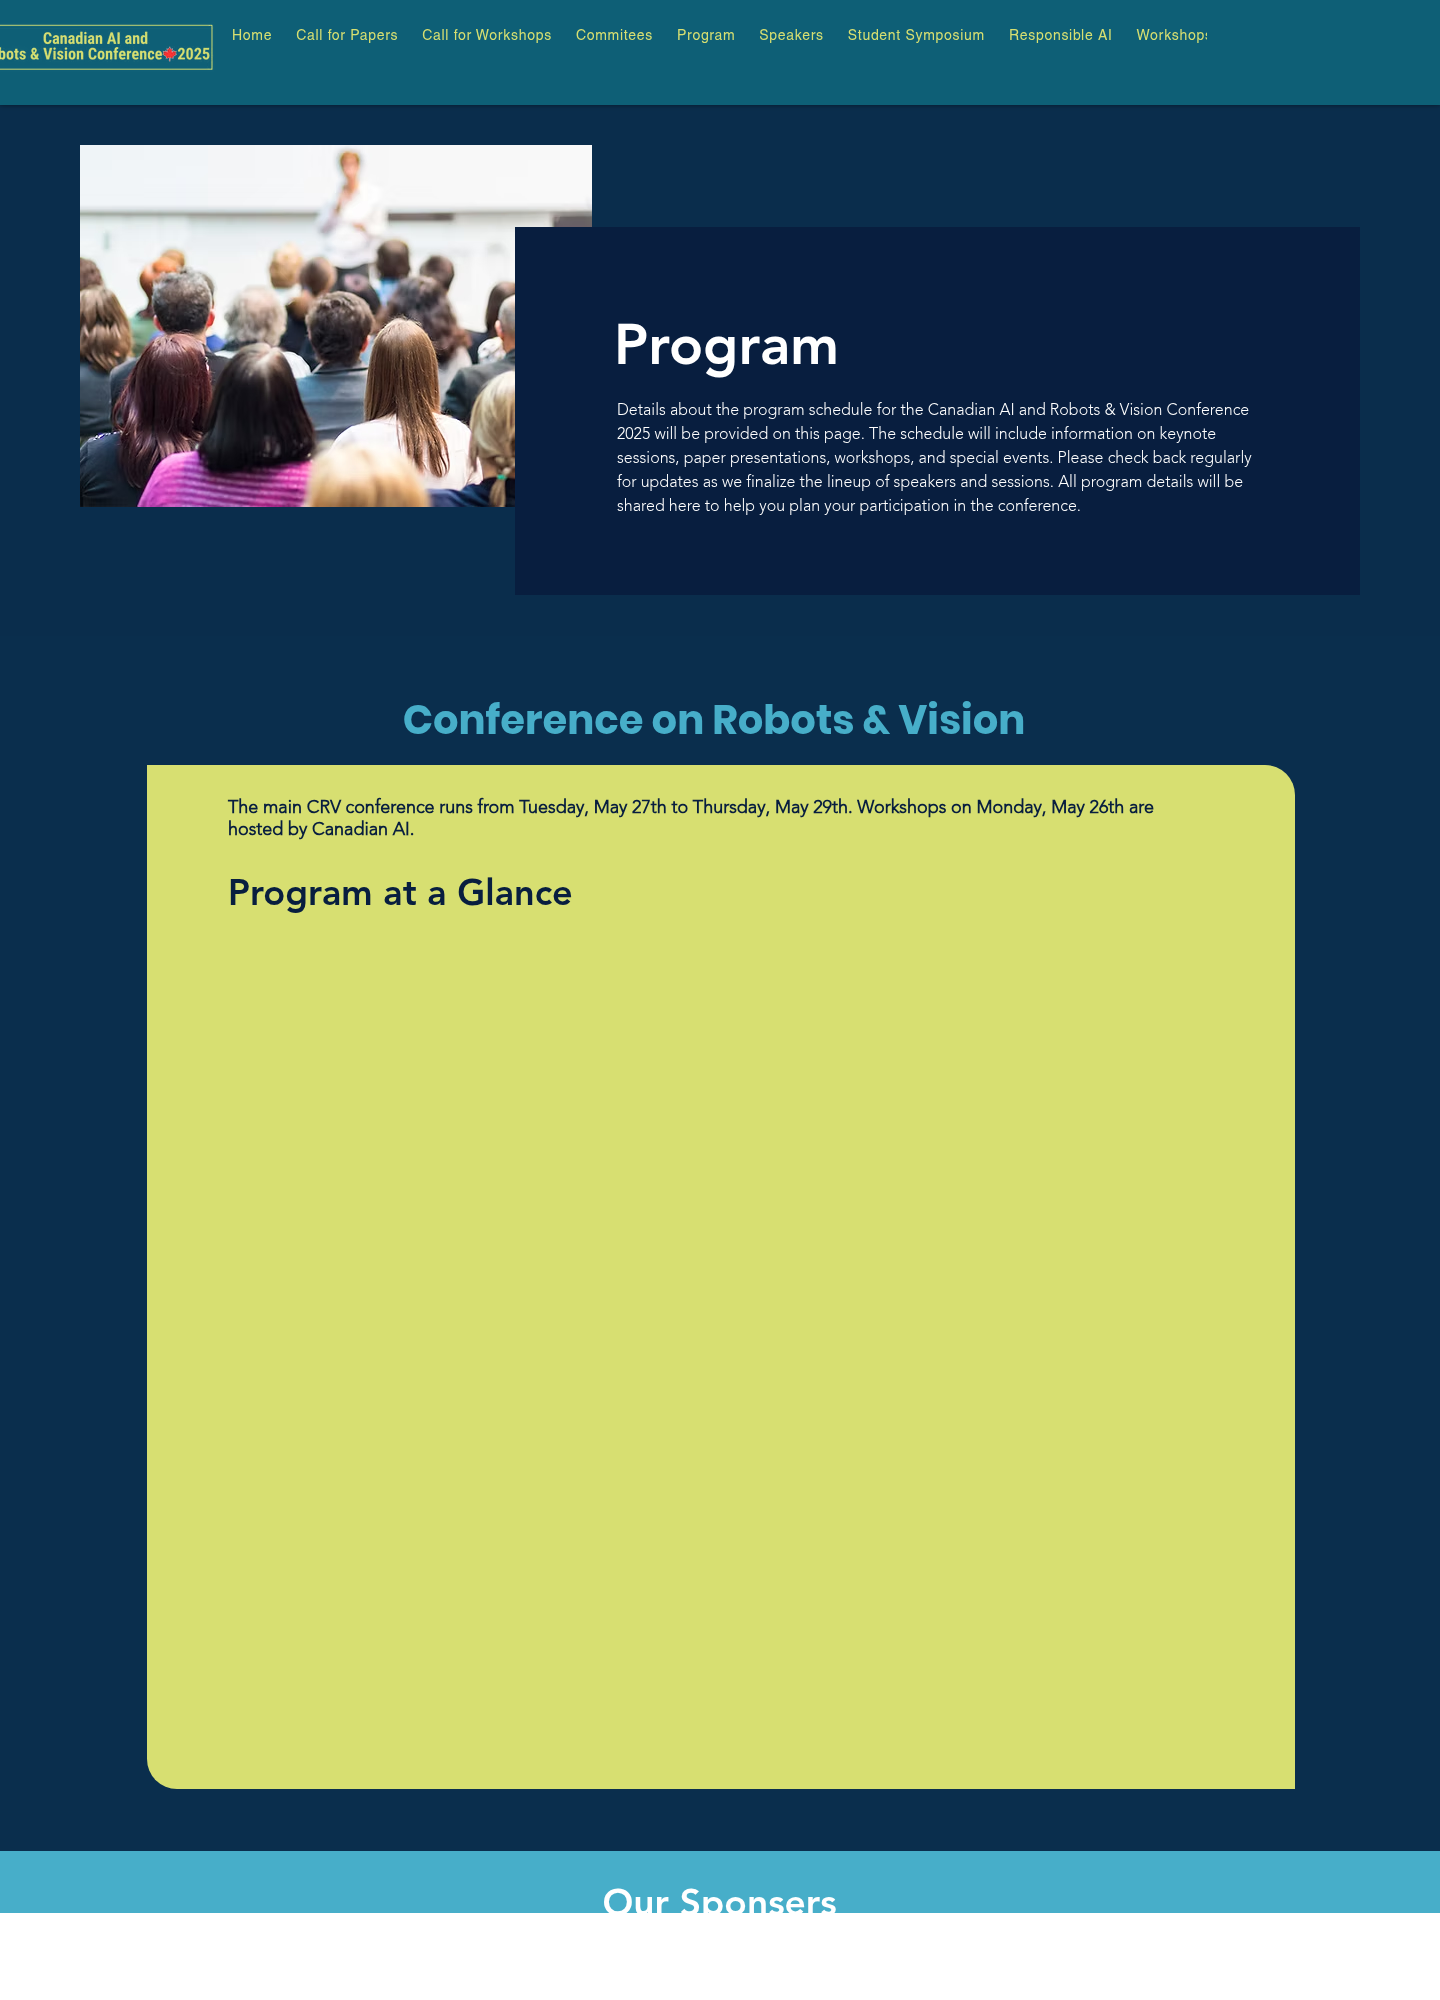 Canadian AI and
bots & Vision Conference 2025
Home Call for Papers Call for Workshops Commitees Program Speakers Student Symposium Responsible AI Workshops
Program
Details about the program schedule for the Canadian AI and Robots & Vision Conference
2025 will be provided on this page. The schedule will include information on keynote
sessions, paper presentations, workshops, and special events. Please check back regularly
for updates as we finalize the lineup of speakers and sessions. All program details will be
shared here to help you plan your participation in the conference.
Conference on Robots & Vision
The main CRV conference runs from Tuesday, May 27th to Thursday, May 29th. Workshops on Monday, May 26th are
hosted by Canadian AI.
Program at a Glance
Our Sponsers